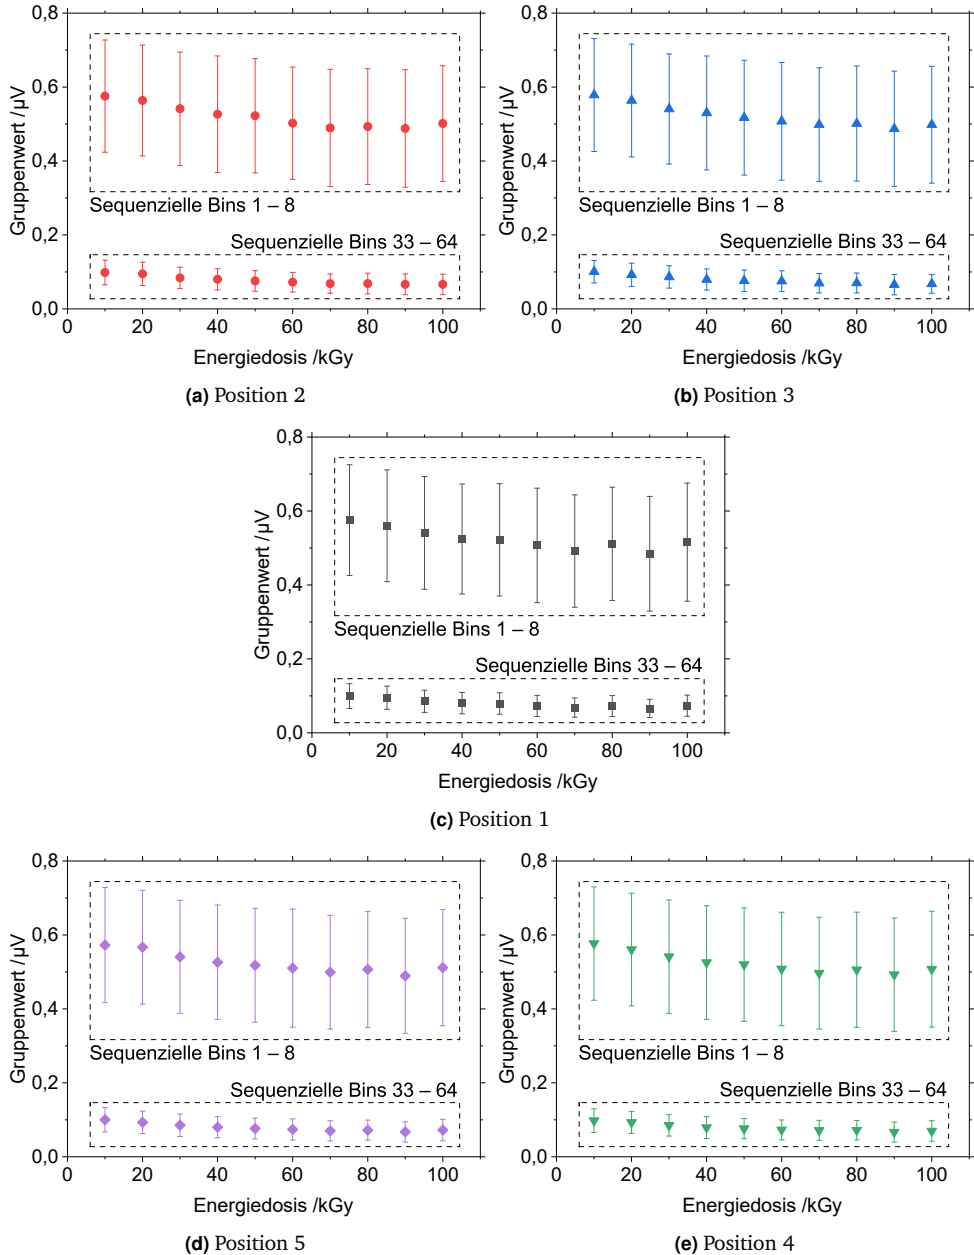 0,8
0,6
0,4
0,2
0,0
Gruppenwert /µV
Sequenzielle Bins 1 – 8
Sequenzielle Bins 33 – 64
0 20 40 60 80 100
Energiedosis /kGy
(a) Position 2
0,8
0,6
0,4
0,2
0,0
Gruppenwert /µV
Sequenzielle Bins 1 – 8
Sequenzielle Bins 33 – 64
0 20 40 60 80 100
Energiedosis /kGy
(b) Position 3
0,8
0,6
0,4
0,2
0,0
Gruppenwert /µV
Sequenzielle Bins 1 – 8
Sequenzielle Bins 33 – 64
0 20 40 60 80 100
Energiedosis /kGy
(c) Position 1
0,8
0,6
0,4
0,2
0,0
Gruppenwert /µV
Sequenzielle Bins 1 – 8
Sequenzielle Bins 33 – 64
0 20 40 60 80 100
Energiedosis /kGy
(d) Position 5
0,8
0,6
0,4
0,2
0,0
Gruppenwert /µV
Sequenzielle Bins 1 – 8
Sequenzielle Bins 33 – 64
0 20 40 60 80 100
Energiedosis /kGy
(e) Position 4